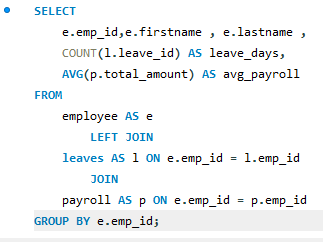 SELECT
e.emp_id,e.firstname , e.lastname ,
COUNT(l.leave_id) AS leave_days,
AVG(p.total_amount) AS avg_payroll
FROM
employee AS e
LEFT JOIN
leaves AS l ON e.emp_id = l.emp_id
JOIN
payroll AS p ON e.emp_id = p.emp_id
GROUP BY e.emp_id;